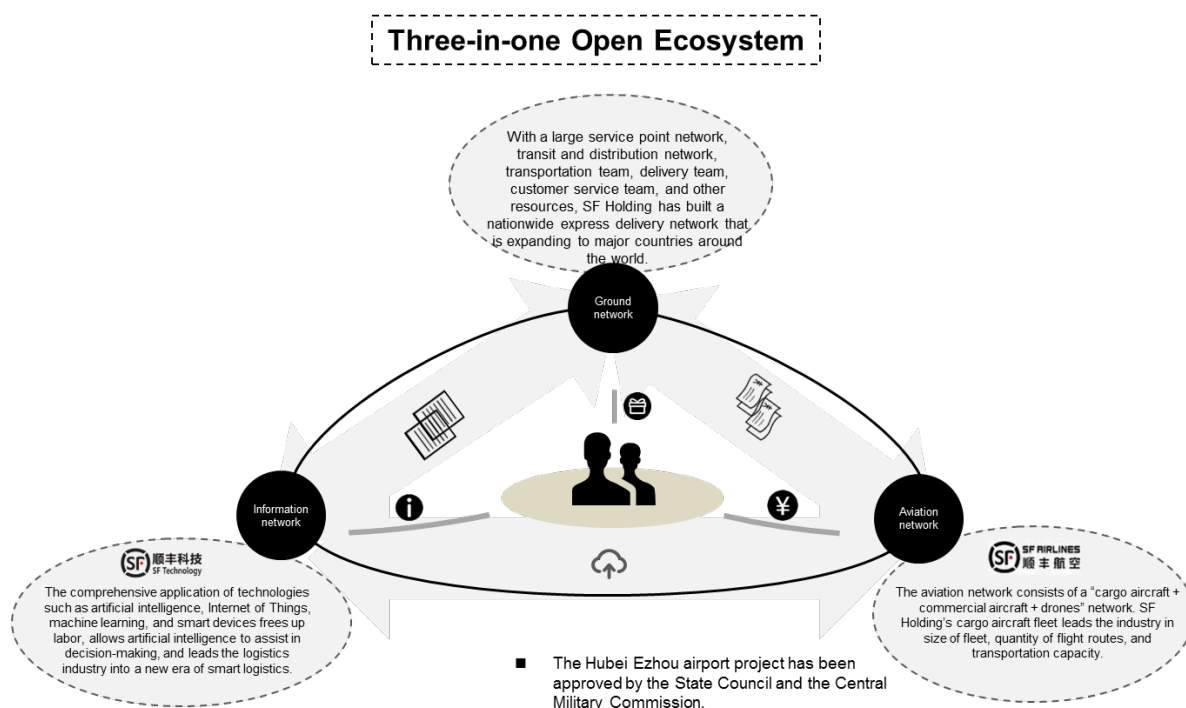 Three-in-one Open Ecosystem
With a large service point network,
transit and distribution network,
transportation team, delivery team,
customer service team, and other
resources, SF Holding has built a
nationwide express delivery network that
is expanding to major countries around
the world.
Ground
network
Information
network
Aviation
network
SF 顺丰科技
SF Technology
The comprehensive application of technologies
such as artificial intelligence, Internet of Things,
machine learning, and smart devices frees up
labor, allows artificial intelligence to assist in
decision-making, and leads the logistics
industry into a new era of smart logistics.
SF SF AIRLINES
顺丰航空
The aviation network consists of a “cargo aircraft +
commercial aircraft + drones” network. SF
Holding’s cargo aircraft fleet leads the industry in
size of fleet, quantity of flight routes, and
transportation capacity.
■ The Hubei Ezhou airport project has been
approved by the State Council and the Central
Military Commission.
i
¥